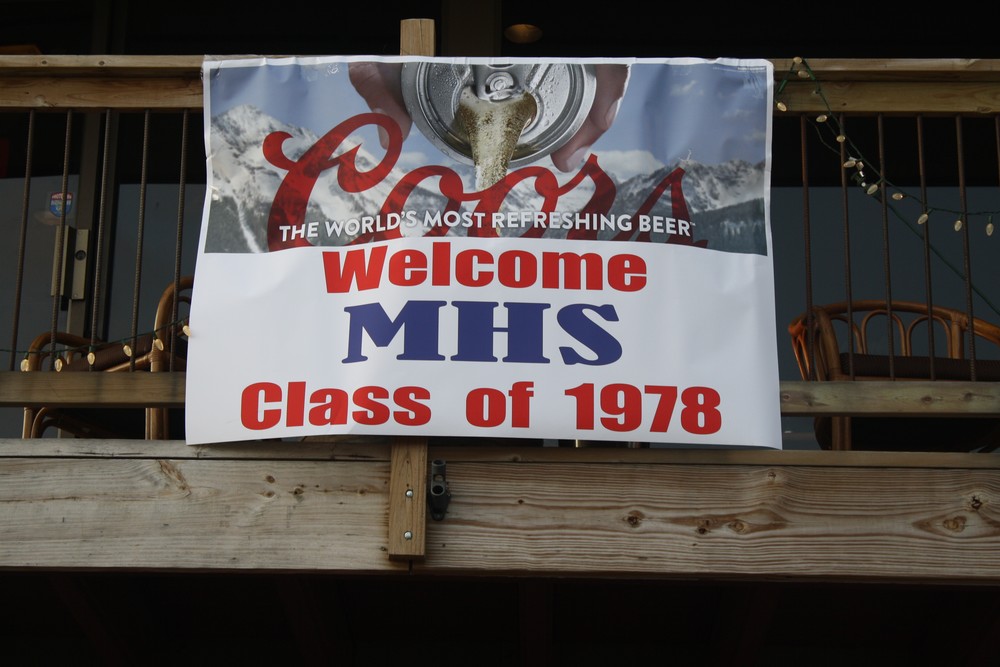 Coors
THE WORLD'S MOST REFRESHING BEER
Welcome
MHS
Class of 1978